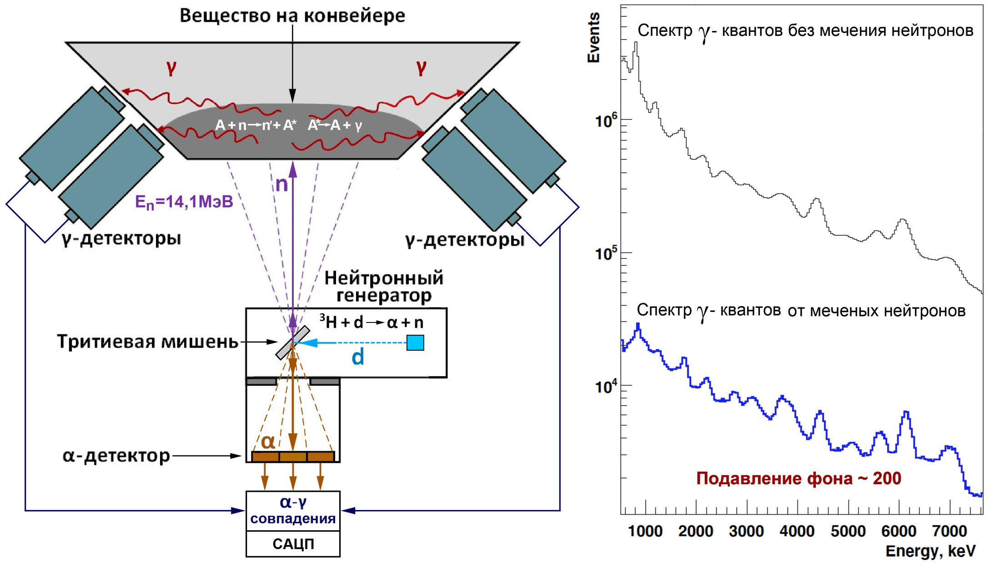 Вещество на конвейере
γ
γ
A + n → n' + A* A* → A + γ
n
Eₙ=14,1МэВ
γ-детекторы
γ-детекторы
Нейтронный
генератор
³H + d → α + n
Тритиевая мишень
d
α
α-детектор
α-γ
совпадения
САЦП
Events
Спектр γ - квантов без мечения нейтронов
10⁶
10⁵
Спектр γ - квантов от меченых нейтронов
10⁴
Подавление фона ~ 200
1000 2000 3000 4000 5000 6000 7000
Energy, keV